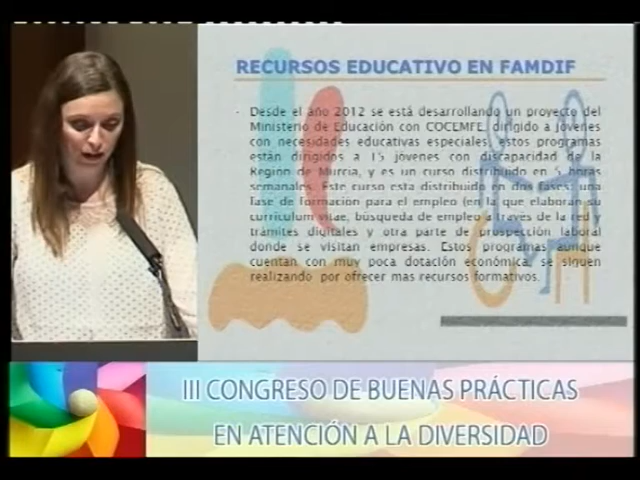 RECURSOS EDUCATIVO EN FAMDIF
- Desde el año 2012 se está desarrollando un proyecto del
Ministerio de Educación con COCEMFE, dirigido a jóvenes
con necesidades educativas especiales, estos programas
están dirigidos a 15 jóvenes con discapacidad de la
Región de Murcia, y es un curso distribuido en 5 horas
semanales. Este curso esta distribuido en dos fases: una
fase de formación para el empleo (en la que elaboran su
curriculum vitae, búsqueda de empleo a través de la red,
trámites digitales y otra parte de prospección laboral
donde se visitan empresas. Estos programas aunque
cuentan con muy poca dotación económica, se siguen
realizando por ofrecer mas recursos formativos.
III CONGRESO DE BUENAS PRÁCTICAS
EN ATENCIÓN A LA DIVERSIDAD